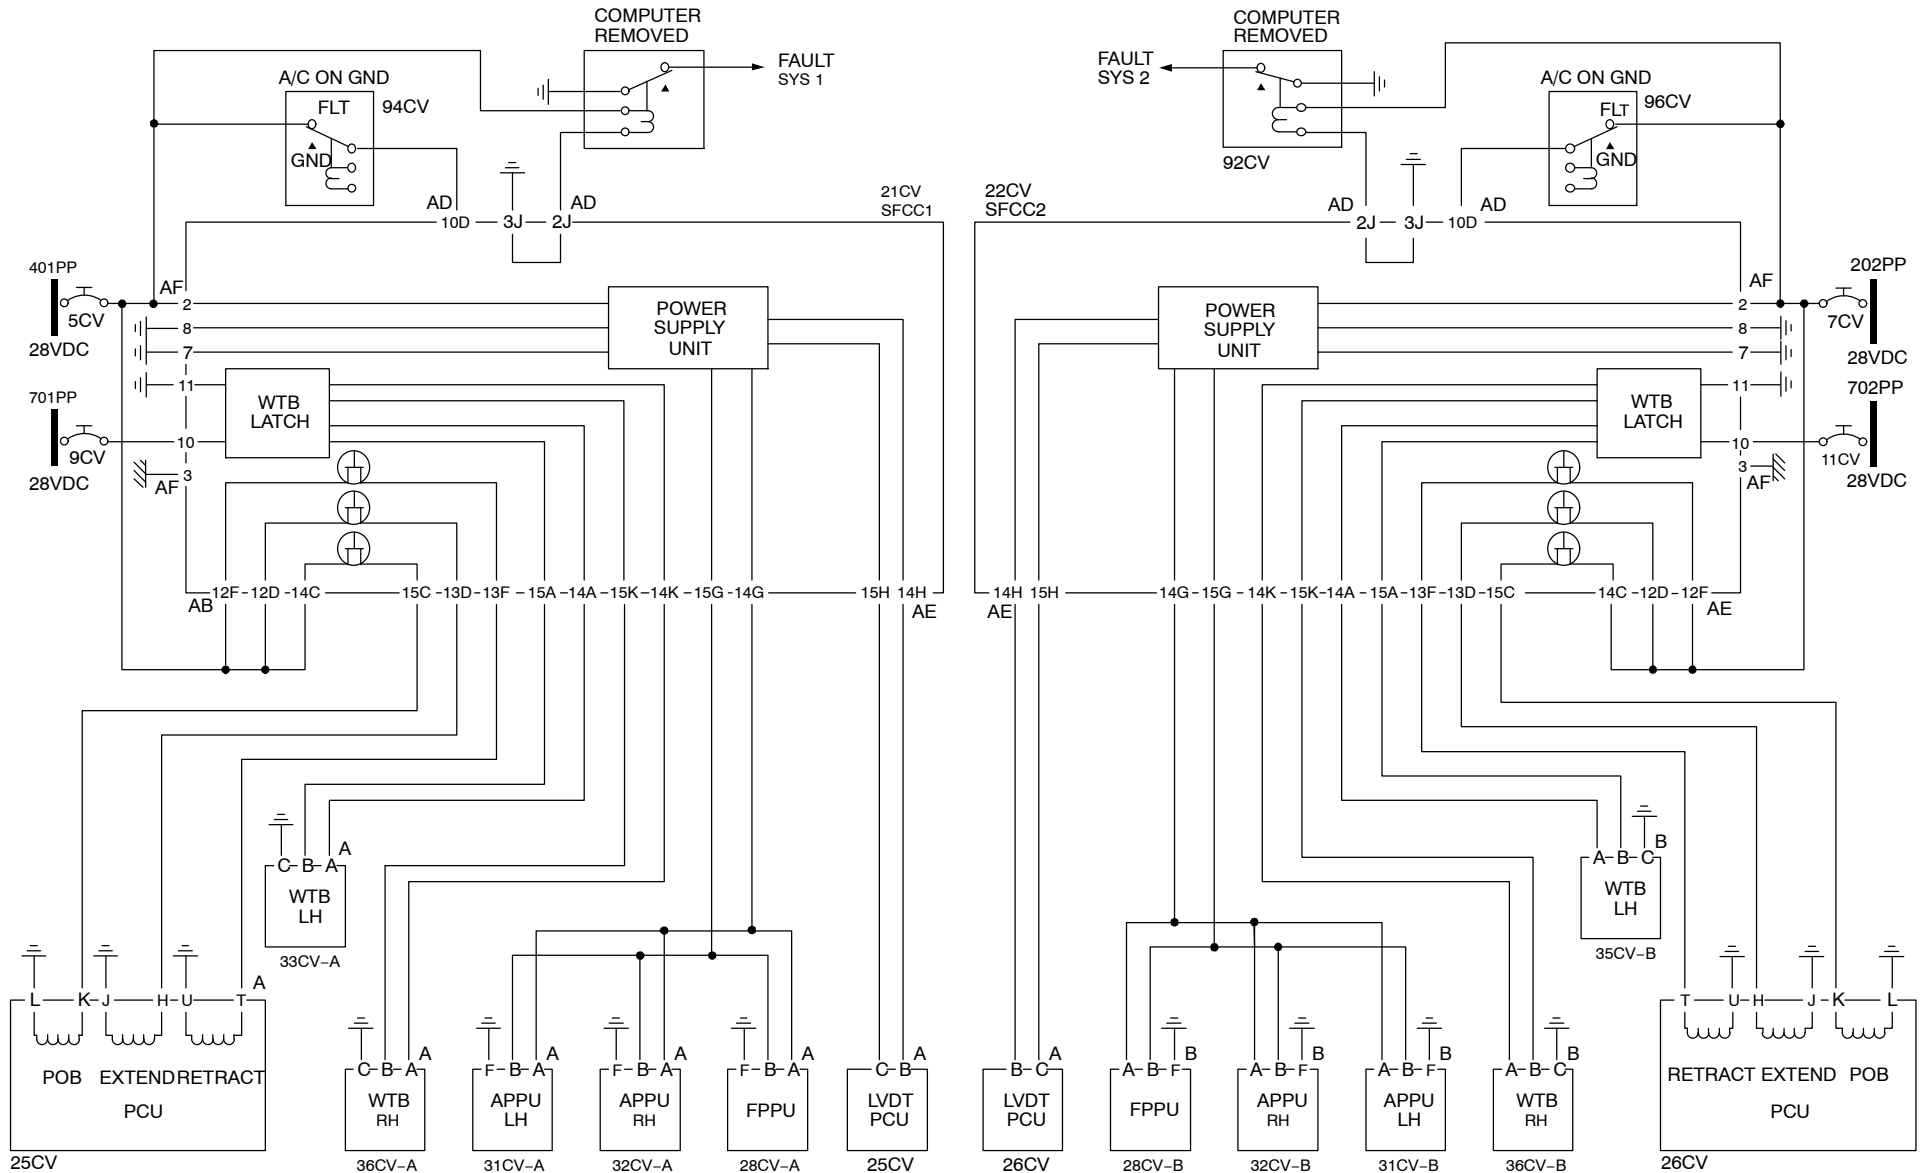 COMPUTER
REMOVED
FAULT
SYS 1
A/C ON GND
FLT
94CV
GND
AD
10D
3J
2J
AD
21CV
SFCC1
COMPUTER
REMOVED
FAULT
SYS 2
92CV
A/C ON GND
FLT
96CV
GND
22CV
SFCC2
AD
2J
3J
10D
AD
401PP
5CV
28VDC
701PP
9CV
28VDC
AF
2
8
7
11
10
3
AF
POWER
SUPPLY
UNIT
WTB
LATCH
POWER
SUPPLY
UNIT
WTB
LATCH
AF
2
8
7
11
10
3
AF
202PP
7CV
28VDC
702PP
11CV
28VDC
AB
12F 12D 14C 15C 13D 13F 15A 14A 15K 14K 15G 14G 15H 14H
AE
14H 15H 14G 15G 14K 15K 14A 15A 13F 13D 15C 14C 12D 12F
AE
AE
C B A
A
WTB
LH
33CV-A
A B C
B
WTB
LH
35CV-B
L K J H U T
A
POB EXTEND RETRACT
PCU
25CV
C B A
A
WTB
RH
36CV-A
F B A
A
APPU
LH
31CV-A
F B A
A
APPU
RH
32CV-A
F B A
A
FPPU
28CV-A
C B
A
LVDT
PCU
25CV
B C
A
LVDT
PCU
26CV
A B F
B
FPPU
28CV-B
A B F
B
APPU
RH
32CV-B
A B F
B
APPU
LH
31CV-B
A B C
B
WTB
RH
36CV-B
T U H J K L
RETRACT EXTEND POB
PCU
26CV